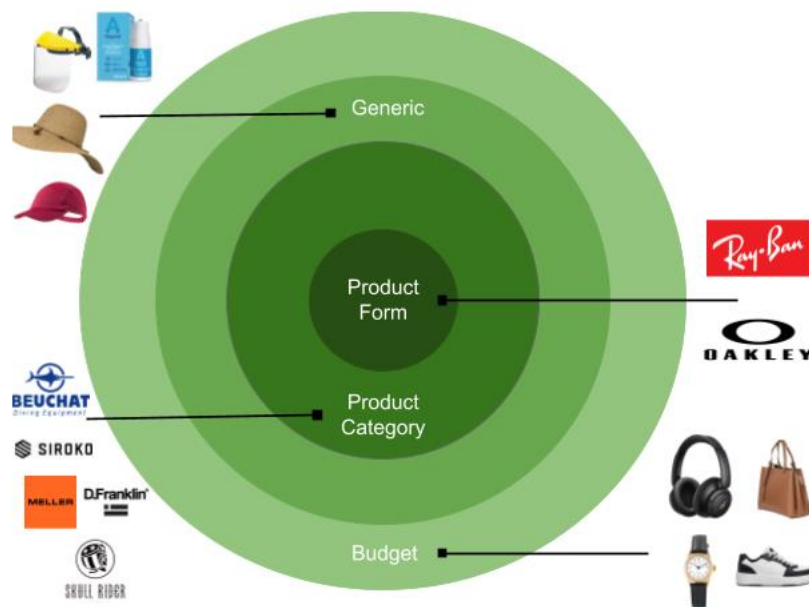 Generic
Product
Form
Product
Category
Budget
Ray-Ban
OAKLEY
BEUCHAT
Diving Equipment
SIROKO
MELLER
D.Franklin
SKULL RIDER
A